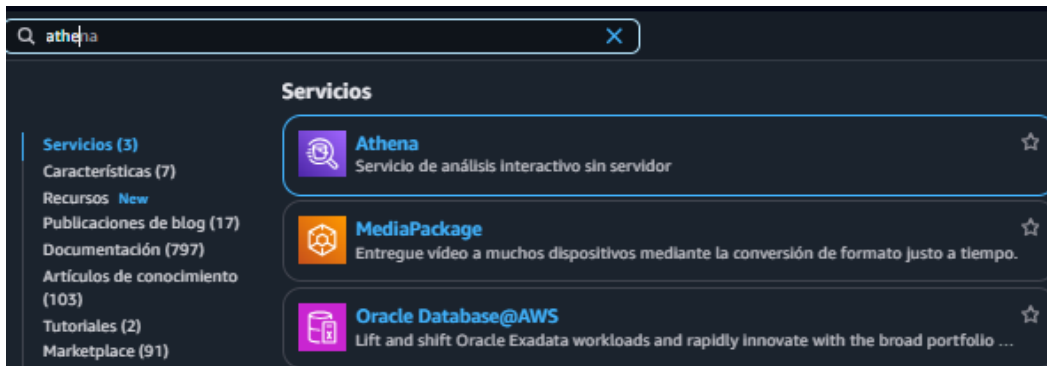 athena
Servicios
Servicios (3)
Características (7)
Recursos New
Publicaciones de blog (17)
Documentación (797)
Artículos de conocimiento
(103)
Tutoriales (2)
Marketplace (91)
Athena
Servicio de análisis interactivo sin servidor
MediaPackage
Entregue vídeo a muchos dispositivos mediante la conversión de formato justo a tiempo.
Oracle Database@AWS
Lift and shift Oracle Exadata workloads and rapidly innovate with the broad portfolio ...